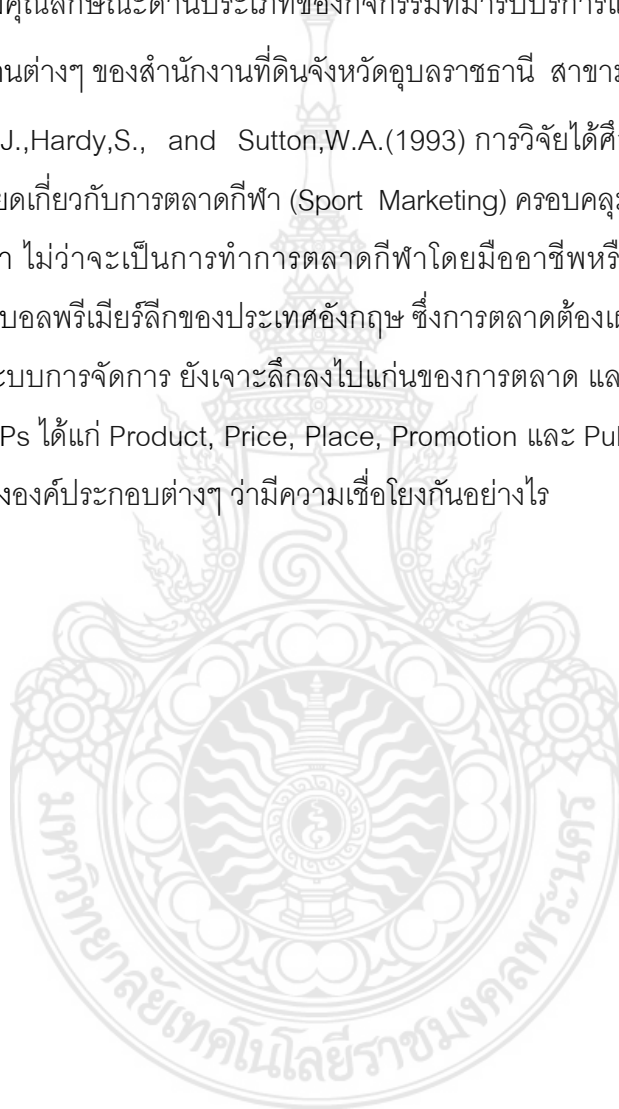 คุณลักษณะด้านประเภทของกิจกรรมที่มารับบริการ
านต่างๆ ของสำนักงานที่ดินจังหวัดอุบลราชธานี สาขา
J.,Hardy,S., and Sutton,W.A.(1993) การวิจัยได้ศึ
ยดเกี่ยวกับการตลาดกีฬา (Sport Marketing) ครอบคลุม
า ไม่ว่าจะเป็นการทำการตลาดกีฬาโดยมืออาชีพหรื
บอลพรีเมียร์ลีกของประเทศอังกฤษ ซึ่งการตลาดต้อง
ะบบการจัดการ ยังเจาะลึกลงไปแก่นของการตลาด แล
Ps ได้แก่ Product, Price, Place, Promotion และ Pu
งองค์ประกอบต่างๆ ว่ามีความเชื่อโยงกันอย่างไร
มหาวิทยาลัยเทคโนโลยีราชมงคลพระนคร